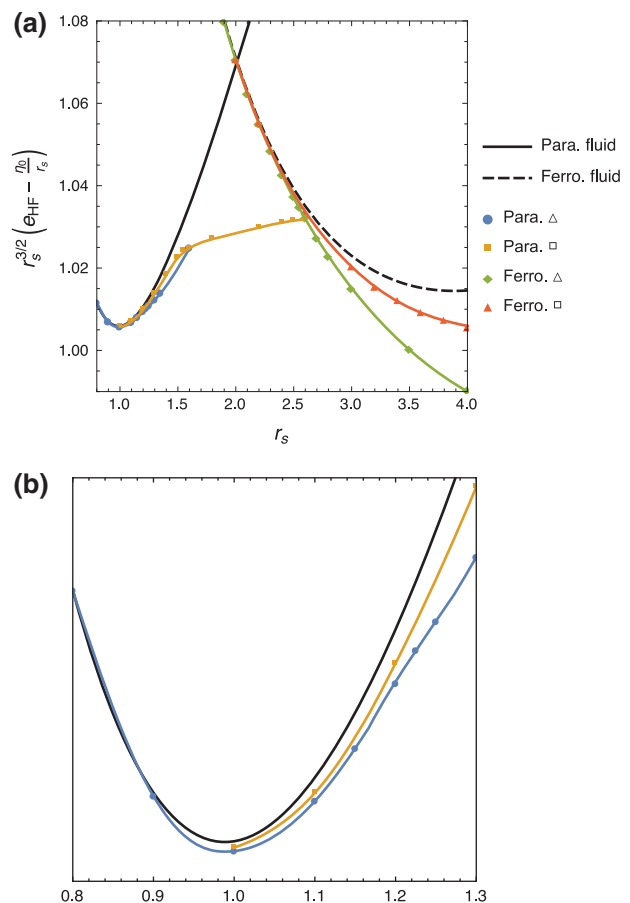 (a)
1.08
1.06
1.04
1.02
1.00
r_s^{3/2} (e_HF − η_0/r_s)
1.0 1.5 2.0 2.5 3.0 3.5 4.0
r_s
Para. fluid
Ferro. fluid
Para. △
Para. □
Ferro. △
Ferro. □
(b)
0.8 0.9 1.0 1.1 1.2 1.3